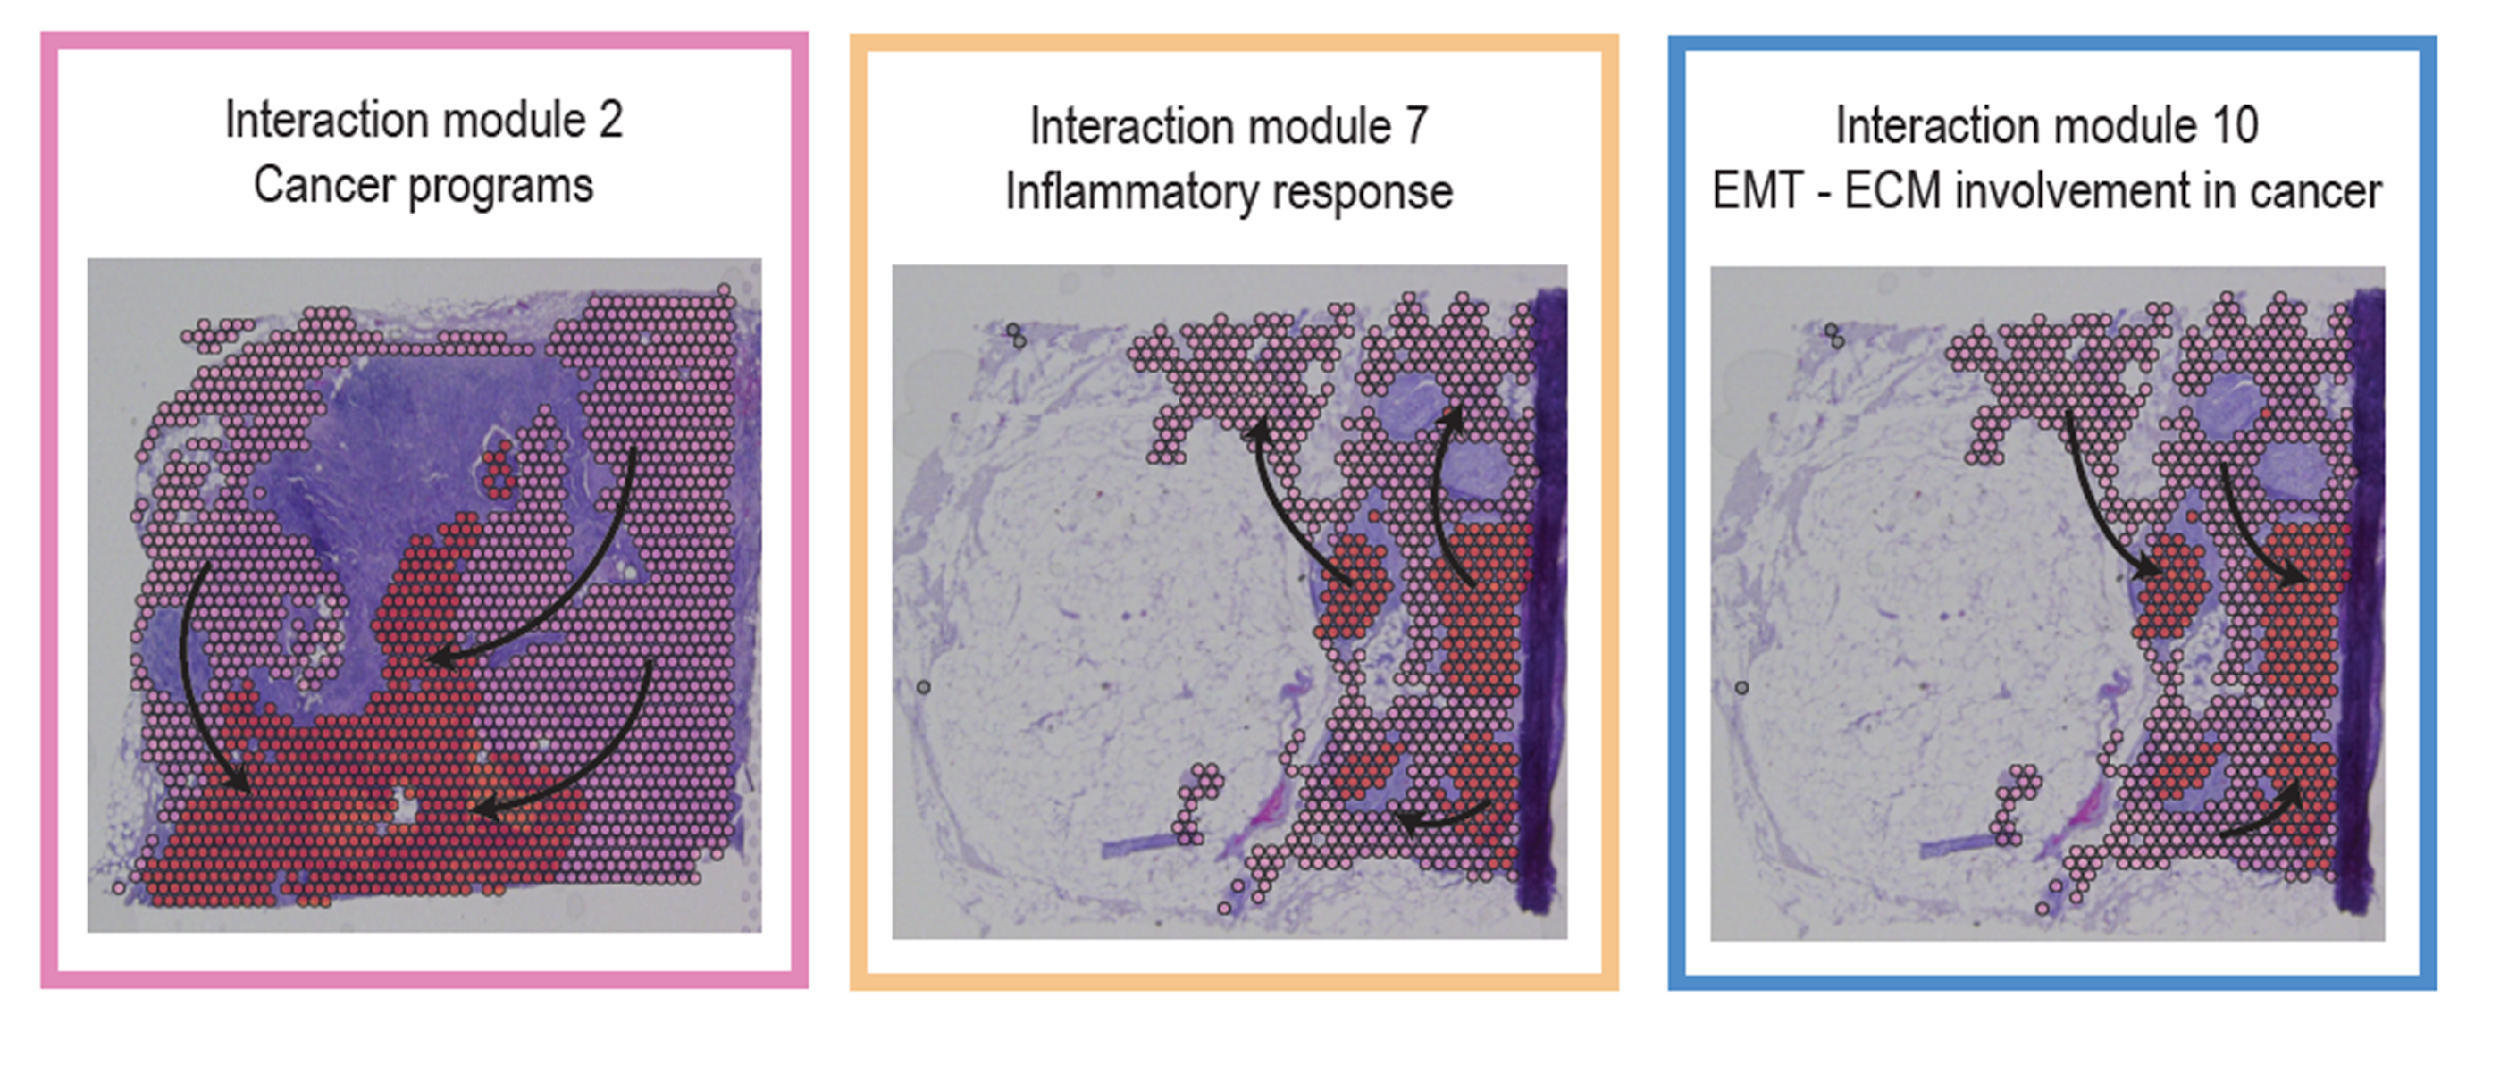 Interaction module 2
Cancer programs
Interaction module 7
Inflammatory response
Interaction module 10
EMT - ECM involvement in cancer